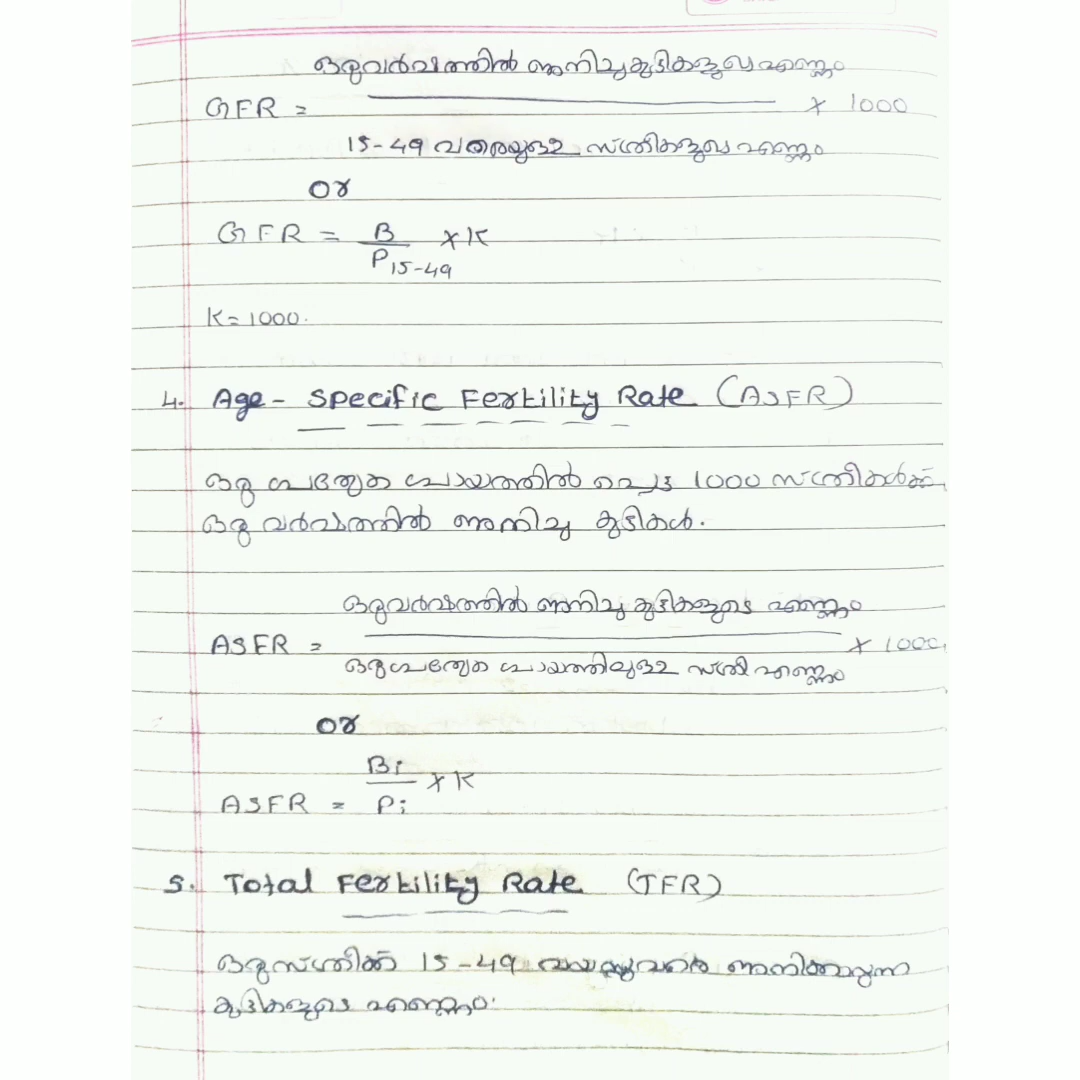 ഒരുവർഷത്തിൽ ജനിച്ചകുട്ടികളുടെ എണ്ണം
GFR = ――― x 1000
15-49 വരെയുള്ള സ്ത്രീകളുടെ എണ്ണം
Or
GFR = B / P15-49 x K
K=1000.
4. Age- Specific Fertility Rate (ASFR)
ഒരു പ്രത്യേക പ്രായത്തിൽ പെട്ട 1000 സ്ത്രീകൾക്ക്
ഒരു വർഷത്തിൽ ജനിച്ച കുട്ടികൾ.
ഒരുവർഷത്തിൽ ജനിച്ച കുട്ടികളുടെ എണ്ണം
ASFR = ――― x 1000
ഒരുപ്രത്യേക പ്രായത്തിലുള്ള സ്ത്രീ എണ്ണം
Or
ASFR = Bi / Pi x K
5. Total Fertility Rate (TFR)
ഒരുസ്ത്രീക്ക് 15-49 വയസ്സുവരെ ജനിക്കുന്ന
കുട്ടികളുടെ എണ്ണം.